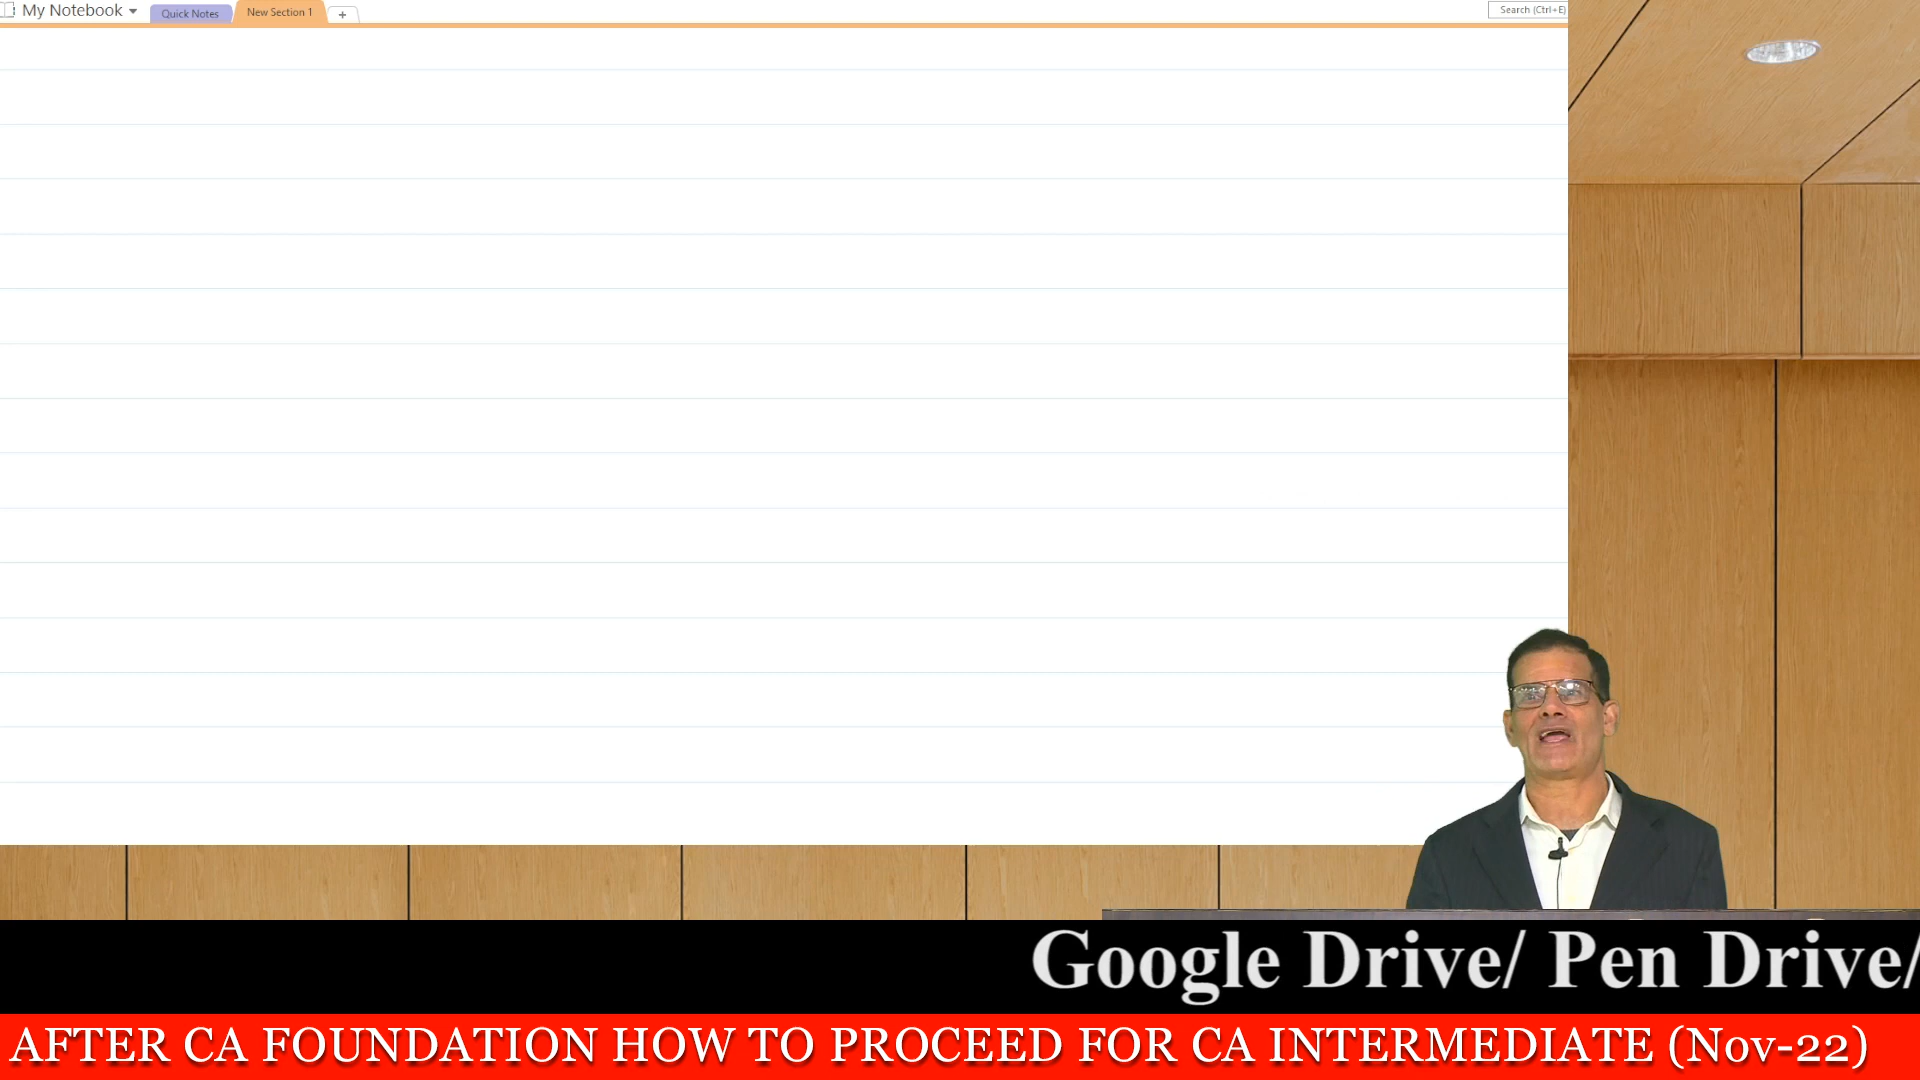 My Notebook
Quick Notes
New Section 1
+
Search (Ctrl+E)
Google Drive/ Pen Drive/
AFTER CA FOUNDATION HOW TO PROCEED FOR CA INTERMEDIATE (Nov-22)